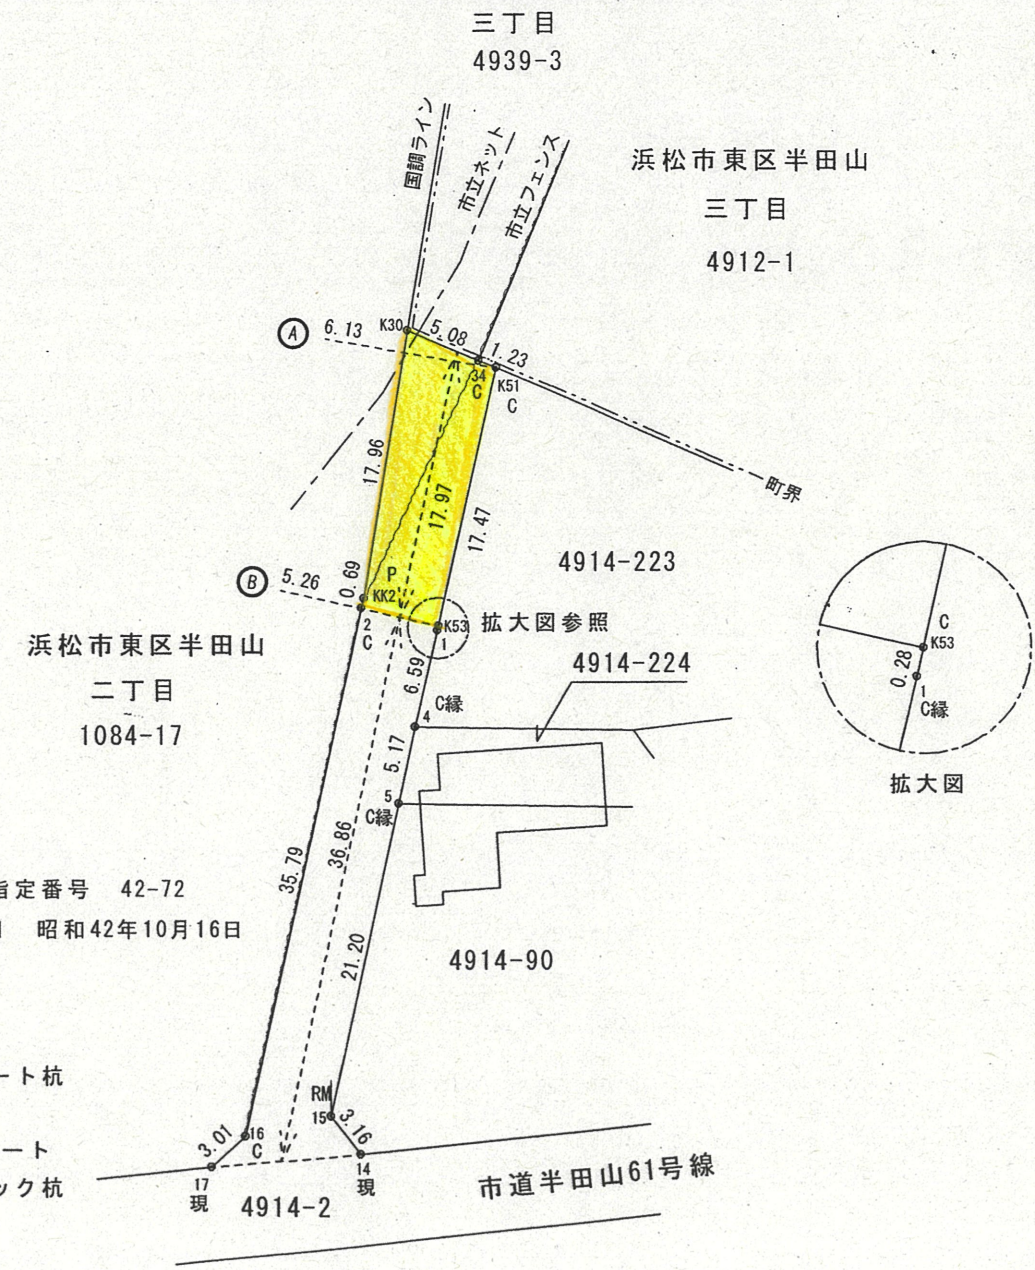 三丁目
4939-3
国調ライン
市立ネット
市立フェンス
浜松市東区半田山
三丁目
4912-1
A
6.13
K30
5.08
1.23
34
C
K51
C
町界
17.96
17.97
17.47
B
5.26
0.69
P
KK2
2
C
K53
1
拡大図参照
4914-223
4914-224
浜松市東区半田山
二丁目
1084-17
C
K53
0.28
1
C縁
拡大図
6.59
C縁
4
5.17
5
C縁
36.86
35.79
指定番号 42-72
昭和42年10月16日
21.20
4914-90
ート杭
RM
15
3.16
3.01
16
C
ート
ック杭
17
現
14
現
4914-2
市道半田山61号線